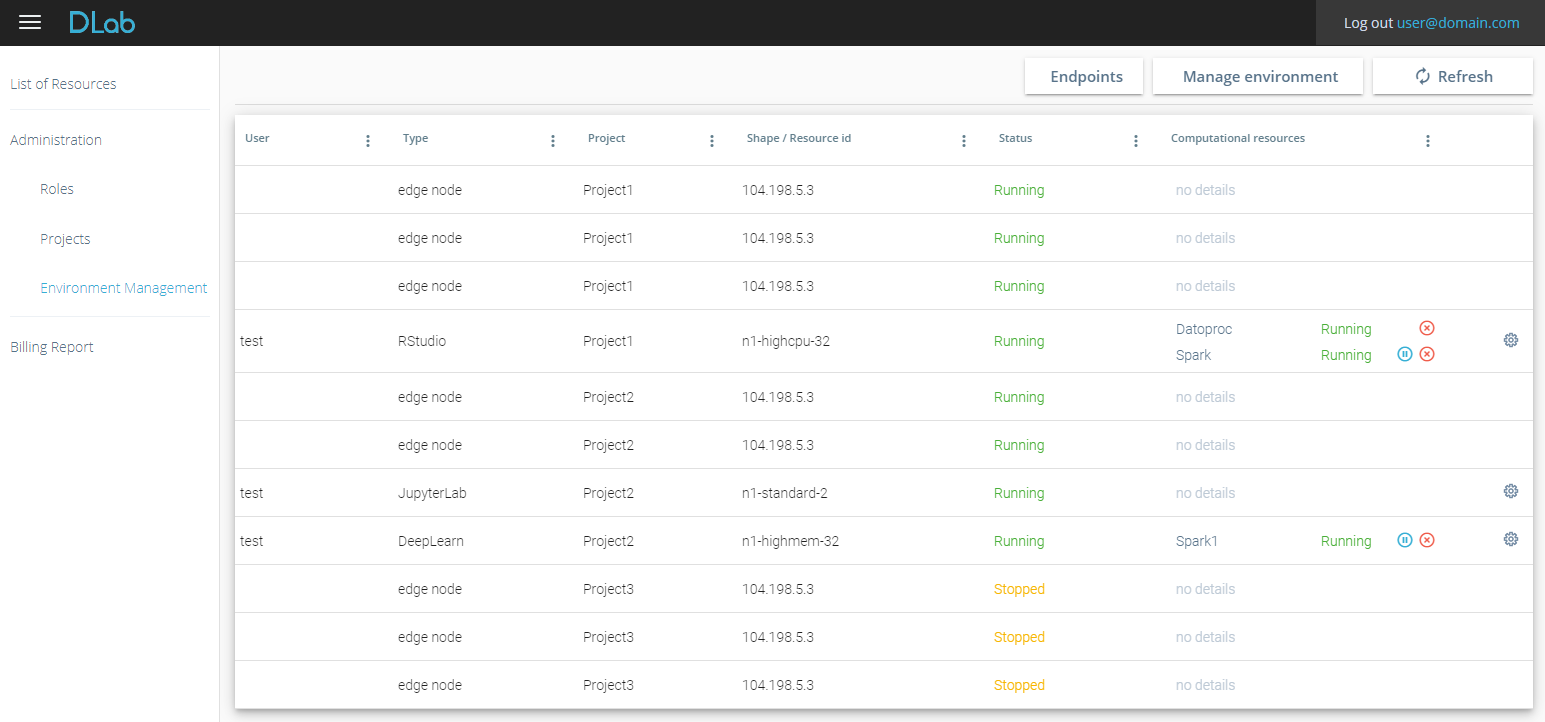 DLab
Log out user@domain.com
List of Resources
Administration
Roles
Projects
Environment Management
Billing Report
Endpoints
Manage environment
Refresh
User Type Project Shape / Resource id Status Computational resources
edge node Project1 104.198.5.3 Running no details
edge node Project1 104.198.5.3 Running no details
edge node Project1 104.198.5.3 Running no details
test RStudio Project1 n1-highcpu-32 Running Datoproc Running
Spark Running
edge node Project2 104.198.5.3 Running no details
edge node Project2 104.198.5.3 Running no details
test JupyterLab Project2 n1-standard-2 Running no details
test DeepLearn Project2 n1-highmem-32 Running Spark1 Running
edge node Project3 104.198.5.3 Stopped no details
edge node Project3 104.198.5.3 Stopped no details
edge node Project3 104.198.5.3 Stopped no details